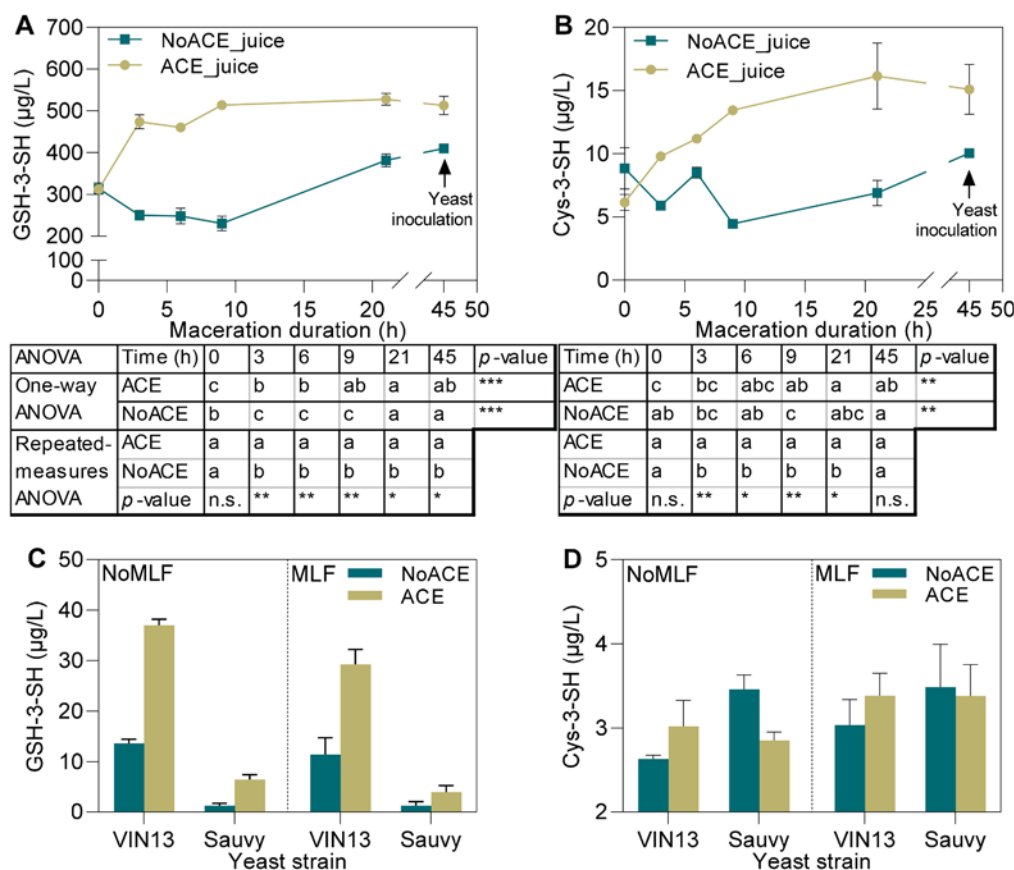 A
700
600
500
400
300
200
100
0
GSH-3-SH (µg/L)
NoACE_juice
ACE_juice
Yeast
inoculation
0 10 20 45 50
Maceration duration (h)
B
20
15
10
5
0
Cys-3-SH (µg/L)
NoACE_juice
ACE_juice
Yeast
inoculation
0 5 10 15 20 25 45 50
Maceration duration (h)
ANOVA Time (h) 0 3 6 9 21 45 p-value
One-way ACE c b b ab a ab ***
ANOVA NoACE b c c c a a ***
Repeated- ACE a a a a a a
measures NoACE a b b b b b
ANOVA p-value n.s. ** ** ** * *
Time (h) 0 3 6 9 21 45 p-value
ACE c bc abc ab a ab **
NoACE ab bc ab c abc a **
ACE a a a a a a
NoACE a b b b b a
p-value n.s. ** * ** * n.s.
C
50
40
30
20
10
0
GSH-3-SH (µg/L)
NoMLF MLF
NoACE
ACE
VIN13 Sauvy VIN13 Sauvy
Yeast strain
D
5
4
3
2
Cys-3-SH (µg/L)
NoMLF MLF
NoACE
ACE
VIN13 Sauvy VIN13 Sauvy
Yeast strain